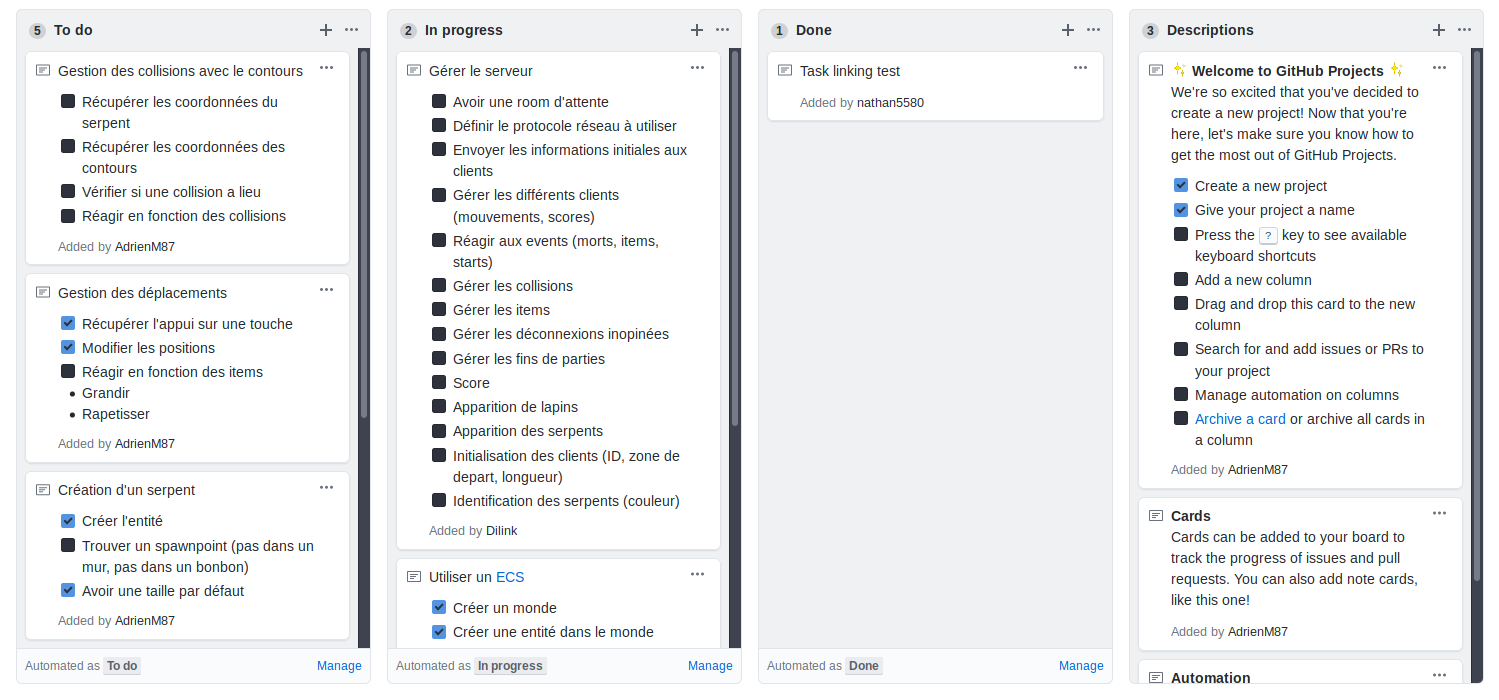 5 To do
Gestion des collisions avec le contours
Récupérer les coordonnées du
serpent
Récupérer les coordonnées des
contours
Vérifier si une collision a lieu
Réagir en fonction des collisions
Added by AdrienM87
Gestion des déplacements
Récupérer l'appui sur une touche
Modifier les positions
Réagir en fonction des items
Grandir
Rapetisser
Added by AdrienM87
Création d'un serpent
Créer l'entité
Trouver un spawnpoint (pas dans un
mur, pas dans un bonbon)
Avoir une taille par défaut
Added by AdrienM87
Automated as To do Manage
2 In progress
Gérer le serveur
Avoir une room d'attente
Définir le protocole réseau à utiliser
Envoyer les informations initiales aux
clients
Gérer les différents clients
(mouvements, scores)
Réagir aux events (morts, items,
starts)
Gérer les collisions
Gérer les items
Gérer les déconnexions inopinées
Gérer les fins de parties
Score
Apparition de lapins
Apparition des serpents
Initialisation des clients (ID, zone de
depart, longueur)
Identification des serpents (couleur)
Added by Dilink
Utiliser un ECS
Créer un monde
Créer une entité dans le monde
Automated as In progress Manage
1 Done
Task linking test
Added by nathan5580
Automated as Done Manage
3 Descriptions
✨ Welcome to GitHub Projects ✨
We're so excited that you've decided to
create a new project! Now that you're
here, let's make sure you know how to
get the most out of GitHub Projects.
Create a new project
Give your project a name
Press the ? key to see available
keyboard shortcuts
Add a new column
Drag and drop this card to the new
column
Search for and add issues or PRs to
your project
Manage automation on columns
Archive a card or archive all cards in
a column
Added by AdrienM87
Cards
Cards can be added to your board to
track the progress of issues and pull
requests. You can also add note cards,
like this one!
Added by AdrienM87
Automation